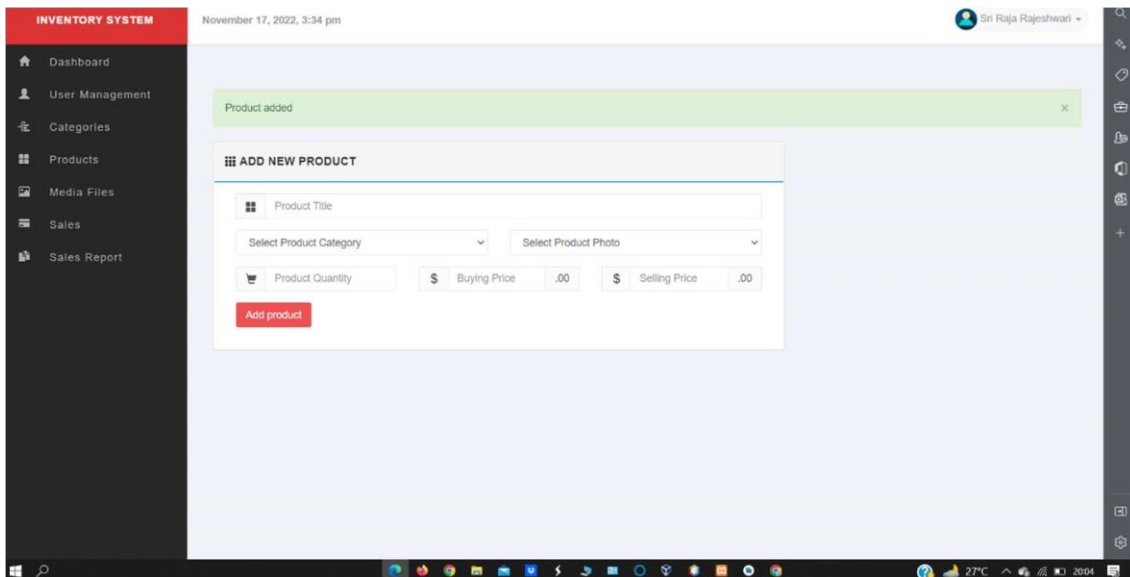 INVENTORY SYSTEM
November 17, 2022, 3:34 pm
Sri Raja Rajeshwari
Dashboard
User Management
Categories
Products
Media Files
Sales
Sales Report
Product added
×
ADD NEW PRODUCT
Product Title
Select Product Category
Select Product Photo
Product Quantity
$ Buying Price .00
$ Selling Price .00
Add product
27°C
2004